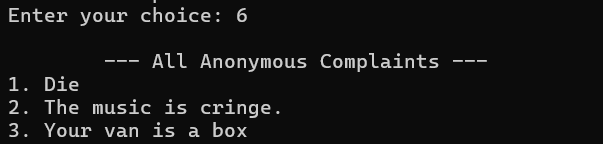 Enter your choice: 6
--- All Anonymous Complaints ---
1. Die
2. The music is cringe.
3. Your van is a box